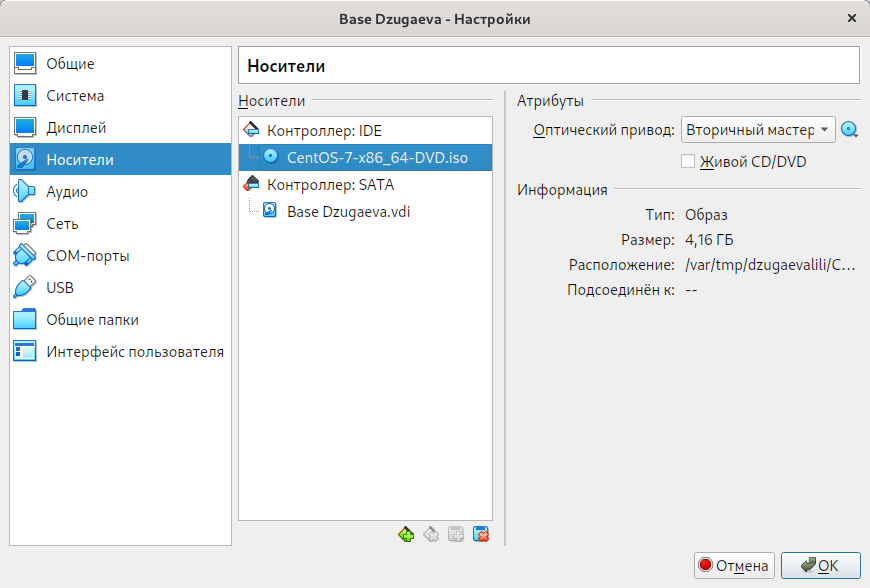 Base Dzugaeva - Настройки
Общие
Система
Дисплей
Носители
Аудио
Сеть
COM-порты
USB
Общие папки
Интерфейс пользователя
Носители
Носители
Контроллер: IDE
CentOS-7-x86_64-DVD.iso
Контроллер: SATA
Base Dzugaeva.vdi
Атрибуты
Оптический привод: Вторичный мастер
Живой CD/DVD
Информация
Тип: Образ
Размер: 4,16 ГБ
Расположение: /var/tmp/dzugaevalili/C...
Подсоединён к: --
Отмена
OK